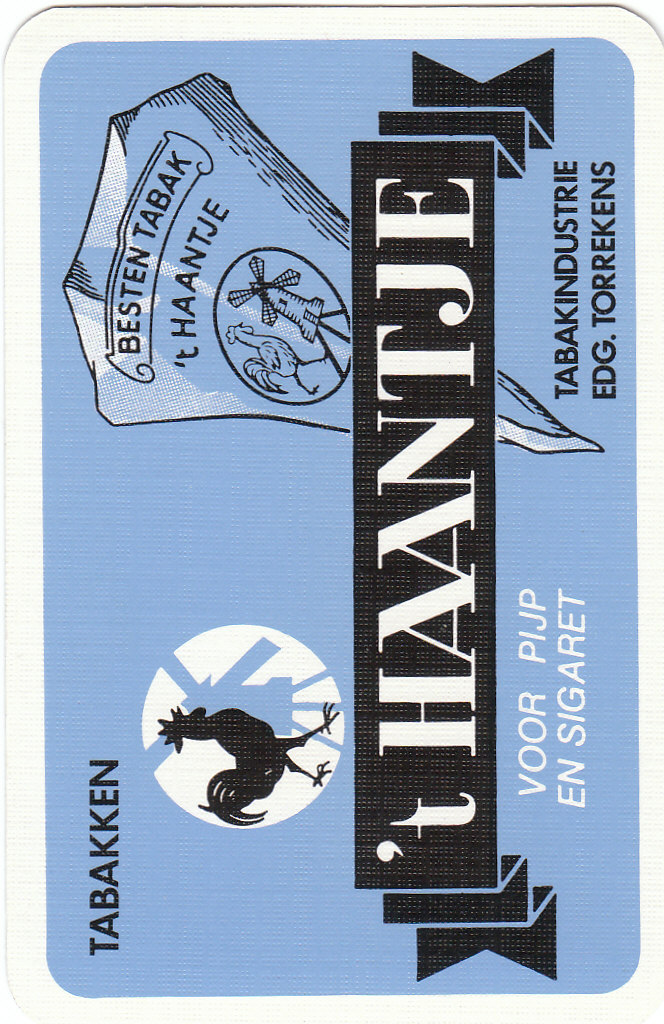 TABAKKEN
BESTEN TABAK
't HAANTJE
't HAANTJE
VOOR PIJP
EN SIGARET
TABAKINDUSTRIE
EDG. TORREKENS